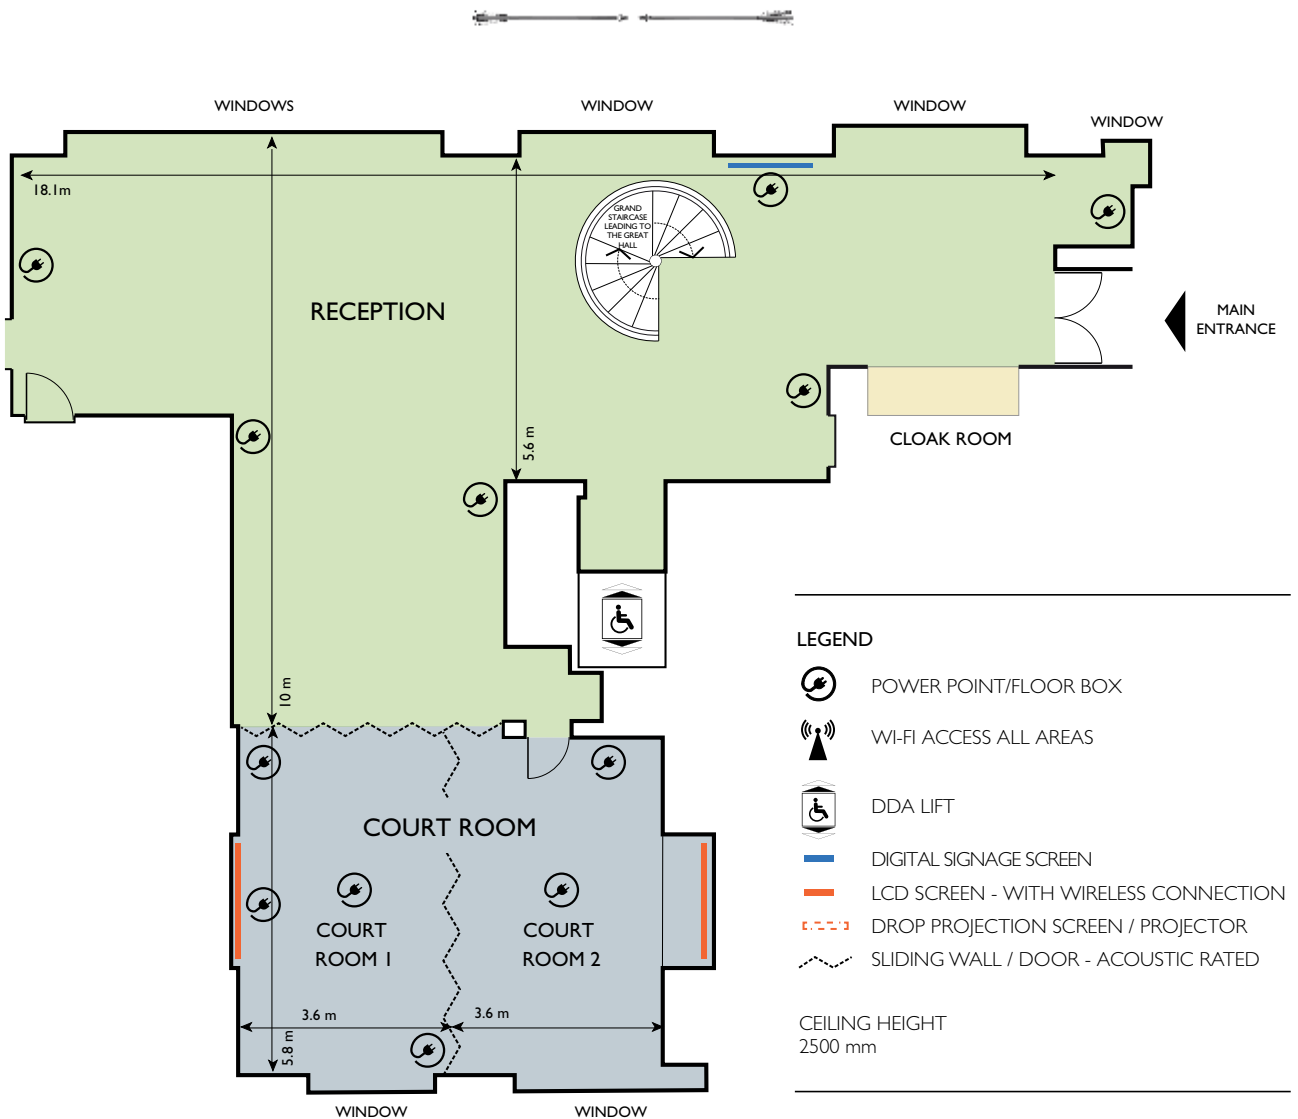 WINDOWS
WINDOW
WINDOW
WINDOW
18.1m
GRAND
STAIRCASE
LEADING TO
THE GREAT
HALL
RECEPTION
MAIN
ENTRANCE
5.6 m
CLOAK ROOM
10 m
COURT ROOM
COURT
ROOM 1
COURT
ROOM 2
3.6 m
3.6 m
5.8 m
WINDOW
WINDOW
LEGEND
POWER POINT/FLOOR BOX
WI-FI ACCESS ALL AREAS
DDA LIFT
DIGITAL SIGNAGE SCREEN
LCD SCREEN - WITH WIRELESS CONNECTION
DROP PROJECTION SCREEN / PROJECTOR
SLIDING WALL / DOOR - ACOUSTIC RATED
CEILING HEIGHT
2500 mm